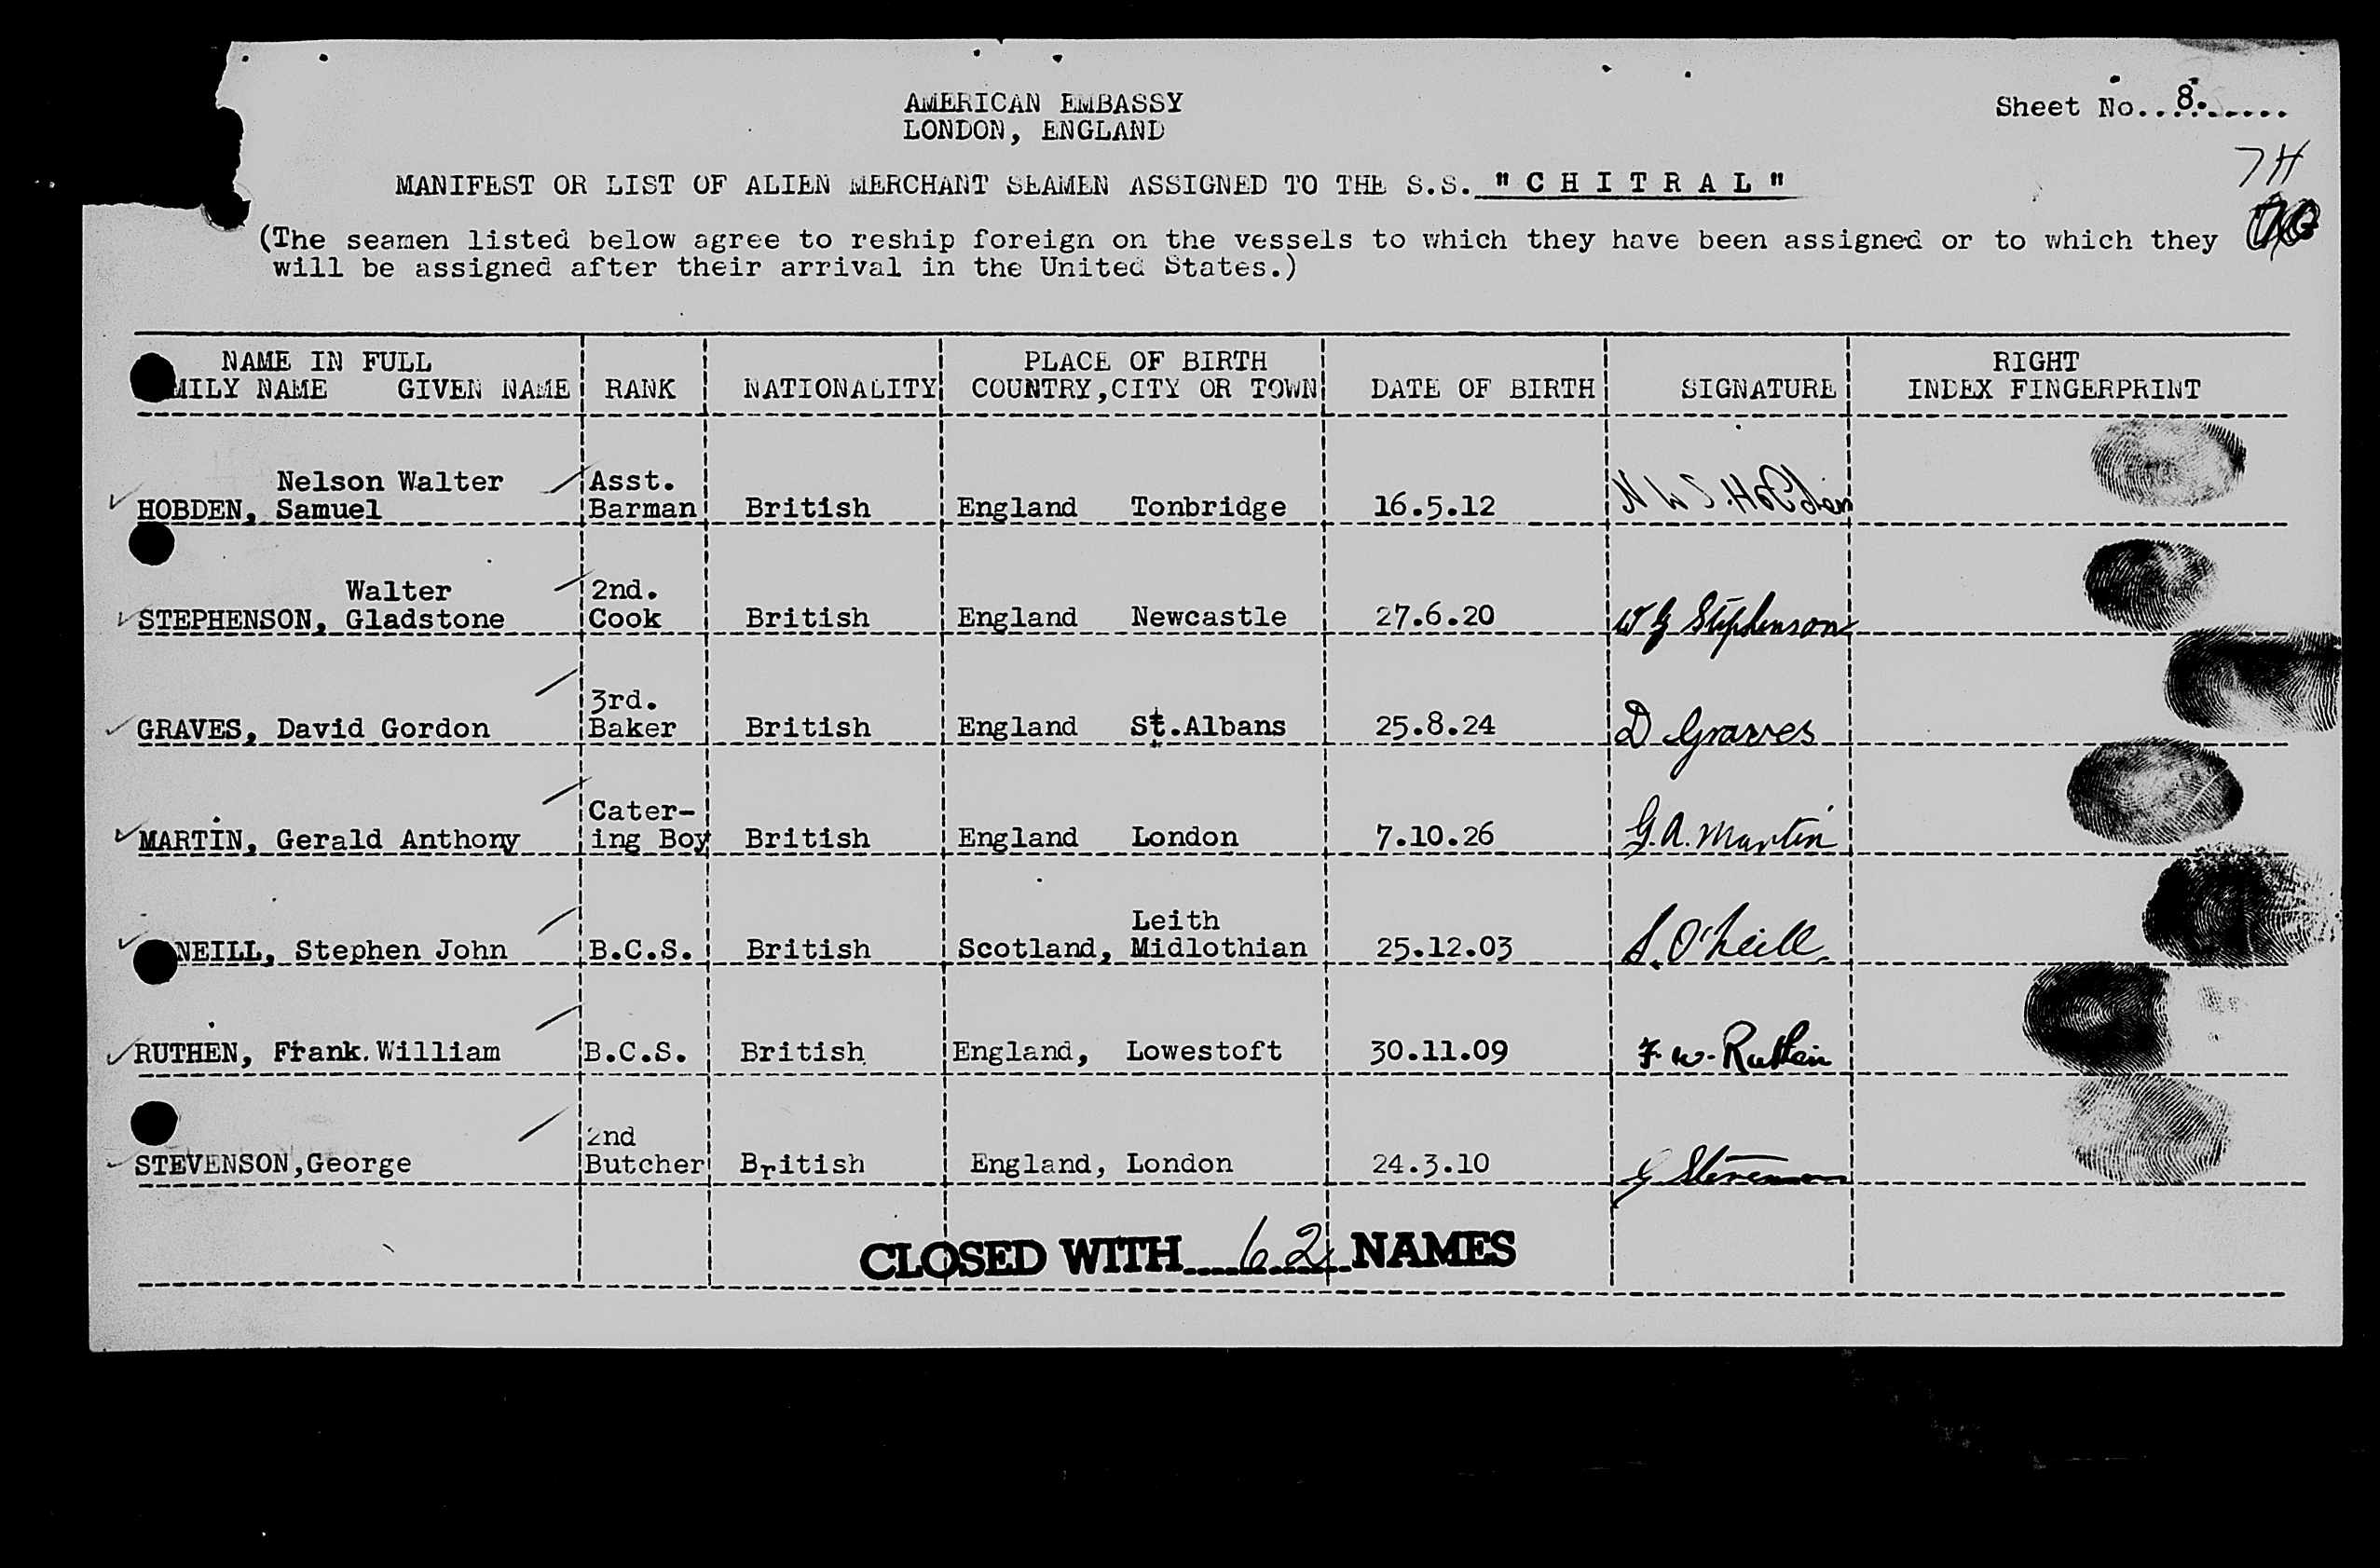 AMERICAN EMBASSY
LONDON, ENGLAND
Sheet No...8.......
7H
MANIFEST OR LIST OF ALIEN MERCHANT SEAMEN ASSIGNED TO THE S.S. "CHITRAL"
(The seamen listed below agree to reship foreign on the vessels to which they have been assigned or to which they
will be assigned after their arrival in the United States.)
NAME IN FULL PLACE OF BIRTH RIGHT
MILY NAME GIVEN NAME RANK NATIONALITY COUNTRY,CITY OR TOWN DATE OF BIRTH SIGNATURE INDEX FINGERPRINT
Nelson Walter Asst.
HOBDEN, Samuel Barman British England Tonbridge 16.5.12 N W S. Hobden
Walter 2nd.
STEPHENSON, Gladstone Cook British England Newcastle 27.6.20 W G Stephenson
3rd.
GRAVES, David Gordon Baker British England St.Albans 25.8.24 D Graves
Cater-
MARTIN, Gerald Anthony ing Boy British England London 7.10.26 G.A. Martin
Leith
NEILL, Stephen John B.C.S. British Scotland, Midlothian 25.12.03 S. O'Neill
RUTHEN, Frank.William B.C.S. British England, Lowestoft 30.11.09 F. W. Ruthen
2nd
STEVENSON,George Butcher British England, London 24.3.10 G Stevenson
CLOSED WITH 62 NAMES